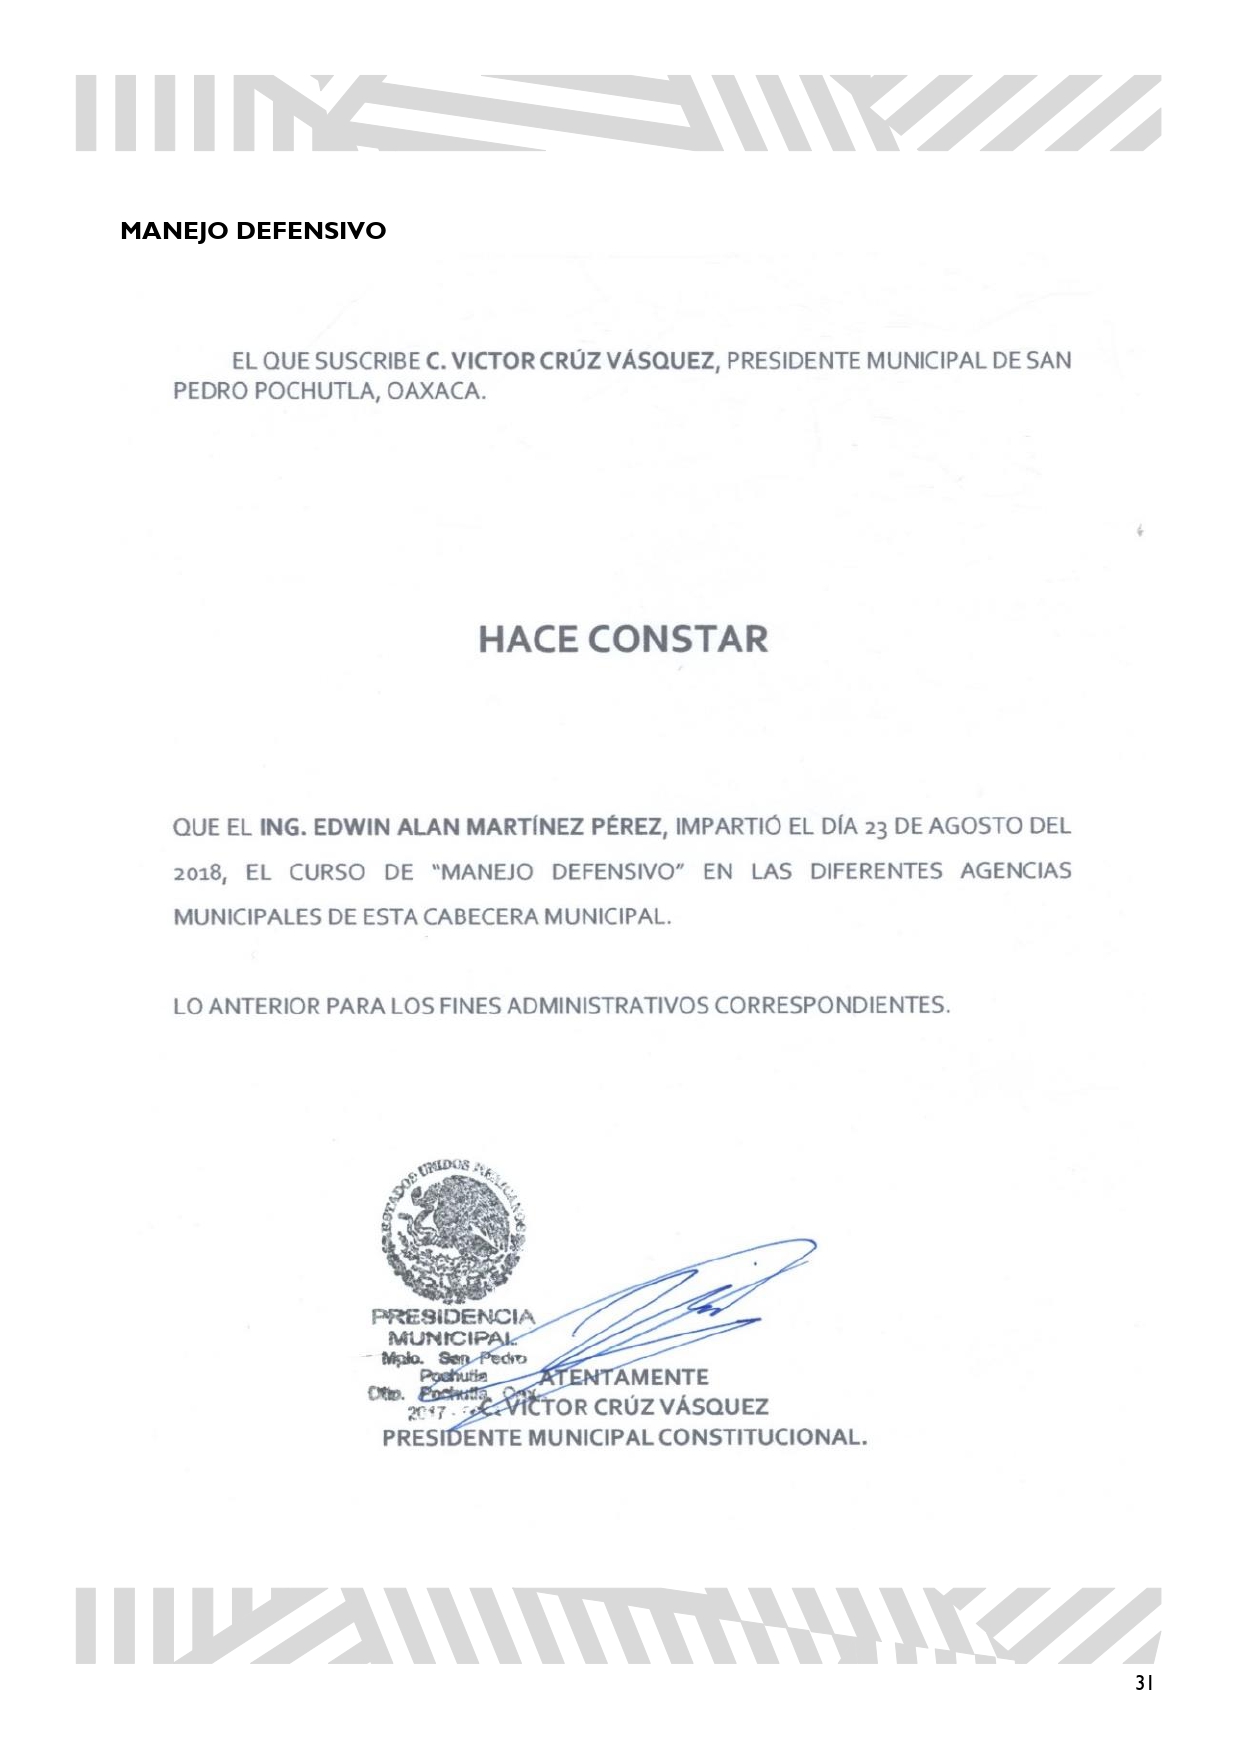 MANEJO DEFENSIVO
EL QUE SUSCRIBE C. VICTOR CRÚZ VÁSQUEZ, PRESIDENTE MUNICIPAL DE SAN
PEDRO POCHUTLA, OAXACA.
HACE CONSTAR
QUE EL ING. EDWIN ALAN MARTÍNEZ PÉREZ, IMPARTIÓ EL DÍA 23 DE AGOSTO DEL
2018, EL CURSO DE “MANEJO DEFENSIVO” EN LAS DIFERENTES AGENCIAS
MUNICIPALES DE ESTA CABECERA MUNICIPAL.
LO ANTERIOR PARA LOS FINES ADMINISTRATIVOS CORRESPONDIENTES.
ESTADOS UNIDOS MEXICANOS
PRESIDENCIA
MUNICIPAL
Mpio. San Pedro
Pochutla
Dtto. Pochutla, Oax.
2017 -
ATENTAMENTE
C. VICTOR CRÚZ VÁSQUEZ
PRESIDENTE MUNICIPAL CONSTITUCIONAL.
31